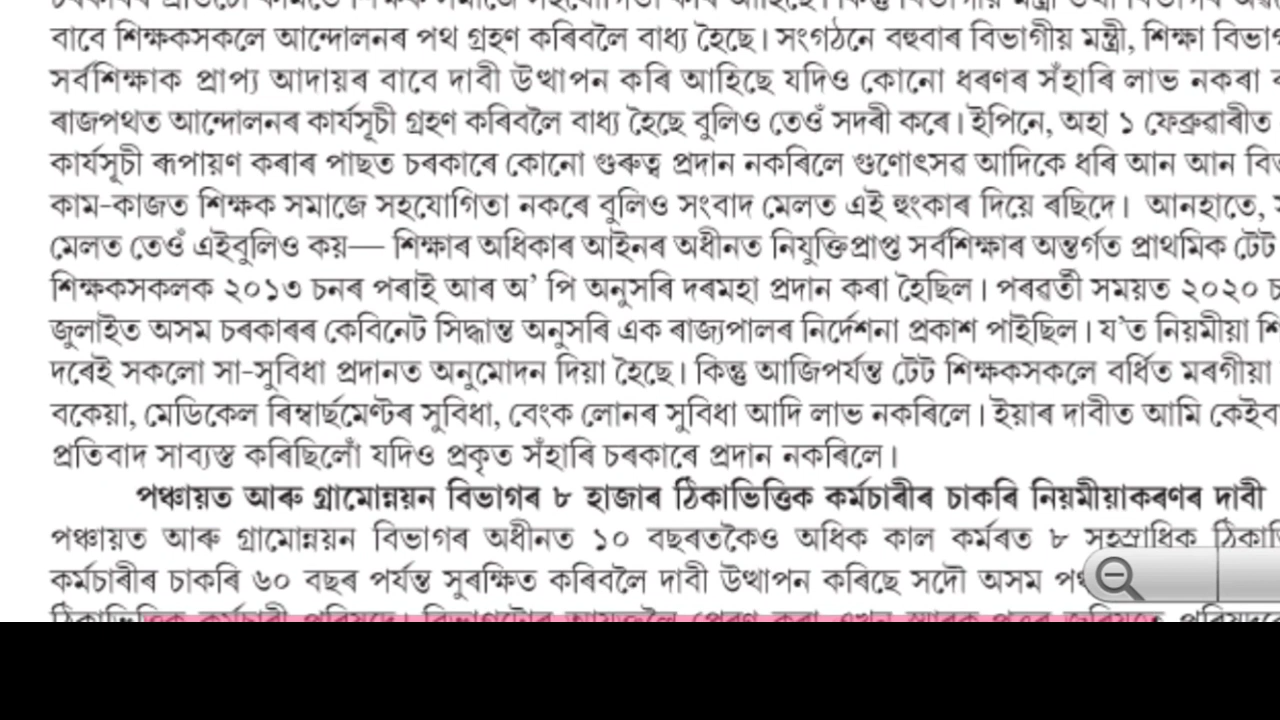 বাবে শিক্ষকসকলে আন্দোলনৰ পথ গ্ৰহণ কৰিবলৈ বাধ্য হৈছে। সংগঠনে বহুবাৰ বিভাগীয় মন্ত্ৰী, শিক্ষা
সৰ্বশিক্ষাক প্ৰাপ্য আদায়ৰ বাবে দাবী উত্থাপন কৰি আহিছে যদিও কোনো ধৰণৰ সঁহাৰি লাভ নকৰা
ৰাজপথত আন্দোলনৰ কাৰ্যসূচী গ্ৰহণ কৰিবলৈ বাধ্য হৈছে বুলিও তেওঁ সদৰী কৰে। ইপিনে, অহা ১ ফেব্ৰুৱাৰীত
কাৰ্যসূচী ৰূপায়ণ কৰাৰ পাছত চৰকাৰে কোনো গুৰুত্ব প্ৰদান নকৰিলে গুণোৎসৱ আদিকে ধৰি আন আন
কাম-কাজত শিক্ষক সমাজে সহযোগিতা নকৰে বুলিও সংবাদ মেলত এই হুংকাৰ দিয়ে ৰছিদে। আনহাতে,
মেলত তেওঁ এইবুলিও কয়— শিক্ষাৰ অধিকাৰ আইনৰ অধীনত নিযুক্তিপ্ৰাপ্ত সৰ্বশিক্ষাৰ অন্তৰ্গত প্ৰাথমিক টেট
শিক্ষকসকলক ২০১৩ চনৰ পৰাই আৰ অ’ পি অনুসৰি দৰমহা প্ৰদান কৰা হৈছিল। পৰৱৰ্তী সময়ত ২০২০
জুলাইত অসম চৰকাৰৰ কেবিনেট সিদ্ধান্ত অনুসৰি এক ৰাজ্যপালৰ নিৰ্দেশনা প্ৰকাশ পাইছিল। য’ত নিয়মীয়া
দৰেই সকলো সা-সুবিধা প্ৰদানত অনুমোদন দিয়া হৈছে। কিন্তু আজিপৰ্যন্ত টেট শিক্ষকসকলে বৰ্ধিত মৰগীয়া
বকেয়া, মেডিকেল ৰিম্বাৰ্ছমেণ্টৰ সুবিধা, বেংক লোনৰ সুবিধা আদি লাভ নকৰিলে। ইয়াৰ দাবীত আমি
প্ৰতিবাদ সাব্যস্ত কৰিছিলোঁ যদিও প্ৰকৃত সঁহাৰি চৰকাৰে প্ৰদান নকৰিলে।
পঞ্চায়ত আৰু গ্ৰামোন্নয়ন বিভাগৰ ৮ হাজাৰ ঠিকাভিত্তিক কৰ্মচাৰীৰ চাকৰি নিয়মীয়াকৰণৰ দাবী
পঞ্চায়ত আৰু গ্ৰামোন্নয়ন বিভাগৰ অধীনত ১০ বছৰতকৈও অধিক কাল কৰ্মৰত ৮ সহস্ৰাধিক
কৰ্মচাৰীৰ চাকৰি ৬০ বছৰ পৰ্যন্ত সুৰক্ষিত কৰিবলৈ দাবী উত্থাপন কৰিছে সদৌ অসম